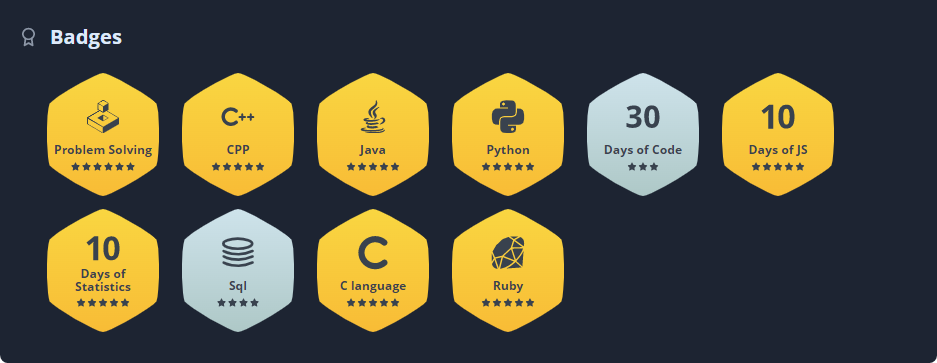 Badges
C++
30
10
Problem Solving
CPP
Java
Python
Days of Code
Days of JS
10
Days of
Statistics
C
Sql
C language
Ruby